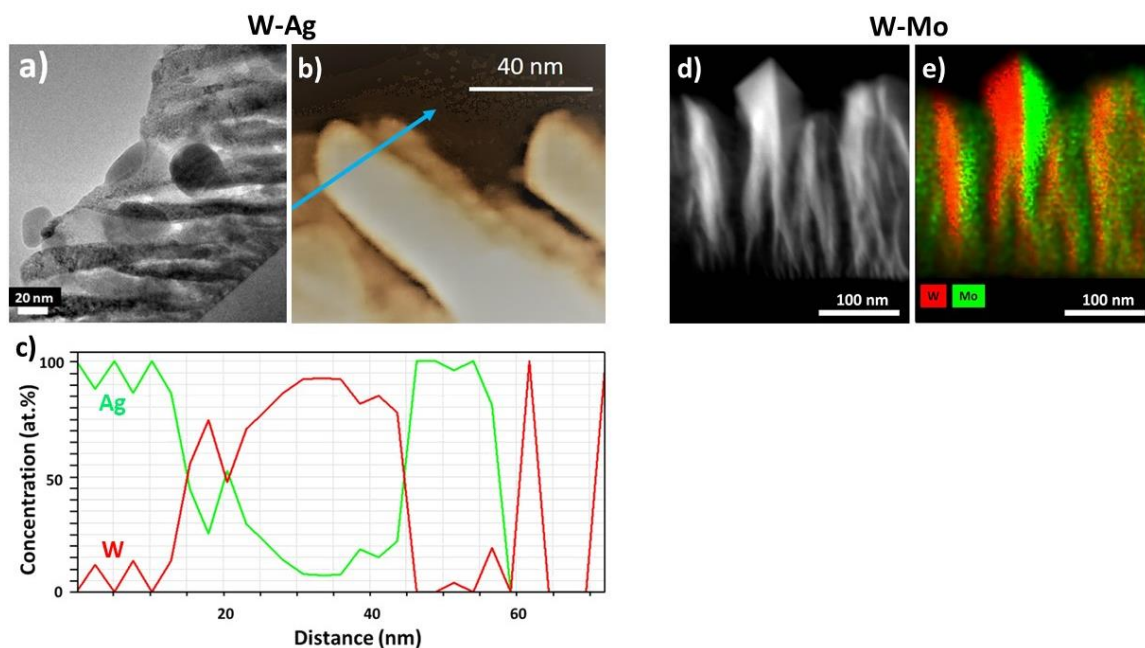 W-Ag
W-Mo
a)
20 nm
b)
40 nm
d)
100 nm
e)
W Mo
100 nm
c)
Concentration (at.%)
100
50
0
Ag
W
20 40 60
Distance (nm)